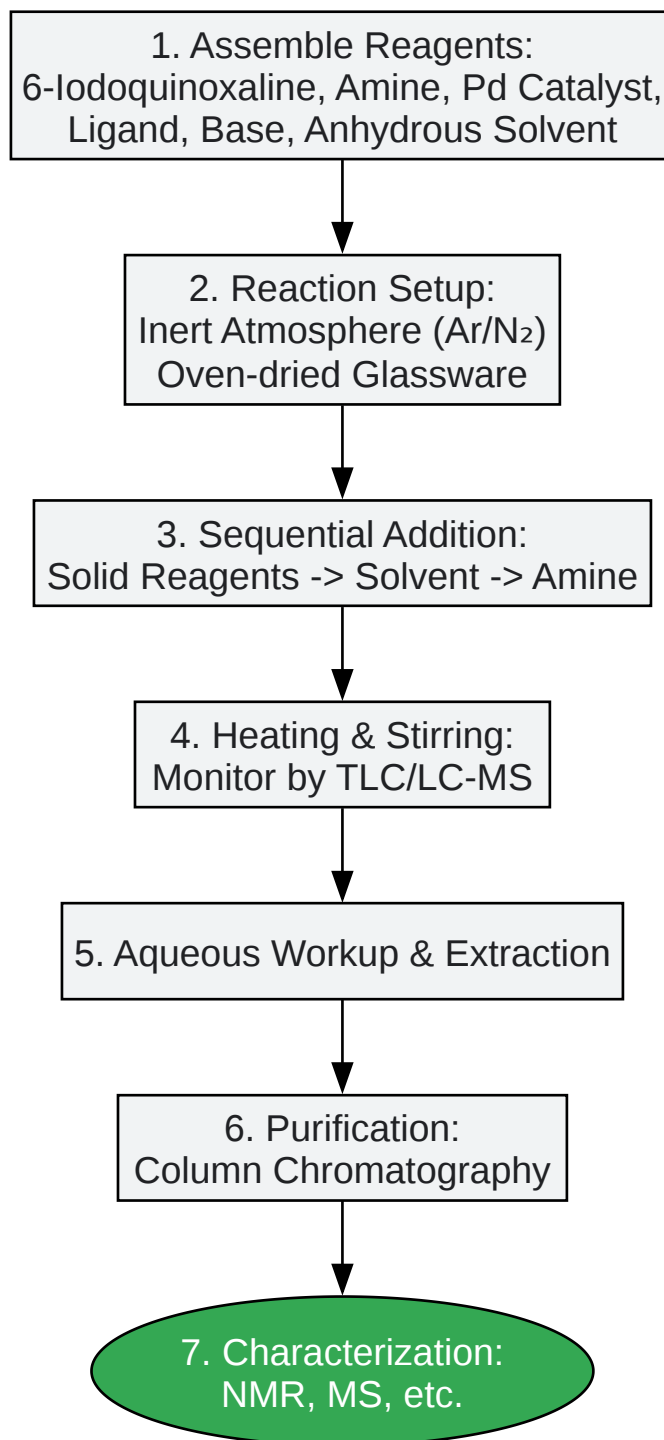 1. Assemble Reagents:
6-Iodoquinoxaline, Amine, Pd Catalyst,
Ligand, Base, Anhydrous Solvent
2. Reaction Setup:
Inert Atmosphere (Ar/N₂)
Oven-dried Glassware
3. Sequential Addition:
Solid Reagents -> Solvent -> Amine
4. Heating & Stirring:
Monitor by TLC/LC-MS
5. Aqueous Workup & Extraction
6. Purification:
Column Chromatography
7. Characterization:
NMR, MS, etc.